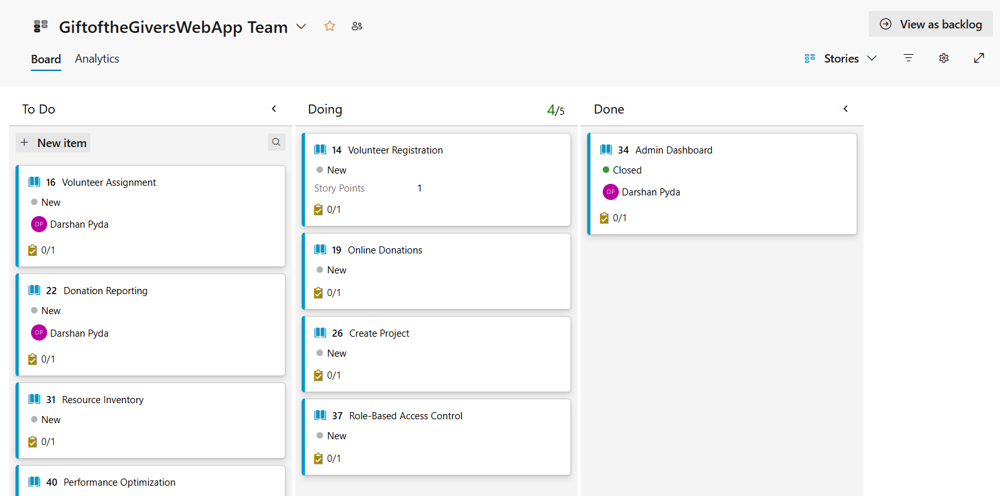 GiftoftheGiversWebApp Team
View as backlog
Board Analytics
Stories
To Do
New item
16 Volunteer Assignment
New
DP Darshan Pyda
0/1
22 Donation Reporting
New
DP Darshan Pyda
0/1
31 Resource Inventory
New
0/1
40 Performance Optimization
Doing 4/5
14 Volunteer Registration
New
Story Points 1
0/1
19 Online Donations
New
0/1
26 Create Project
New
0/1
37 Role-Based Access Control
New
0/1
Done
34 Admin Dashboard
Closed
DP Darshan Pyda
0/1